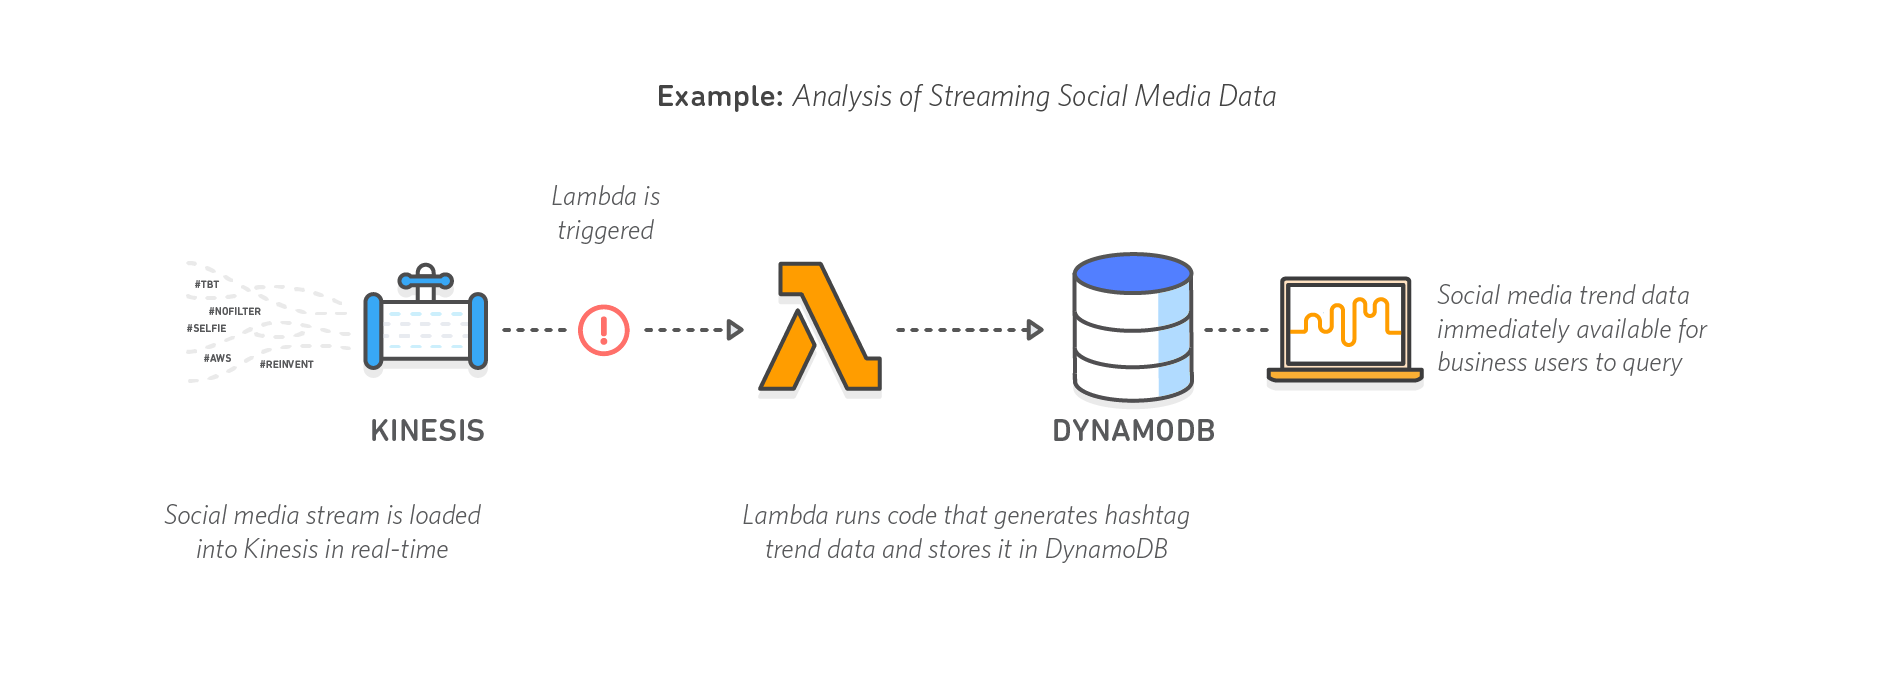 Example: Analysis of Streaming Social Media Data
Lambda is
triggered
#TBT
#NOFILTER
#SELFIE
#AWS
#REINVENT
Social media trend data
immediately available for
business users to query
KINESIS
DYNAMODB
Social media stream is loaded
into Kinesis in real-time
Lambda runs code that generates hashtag
trend data and stores it in DynamoDB